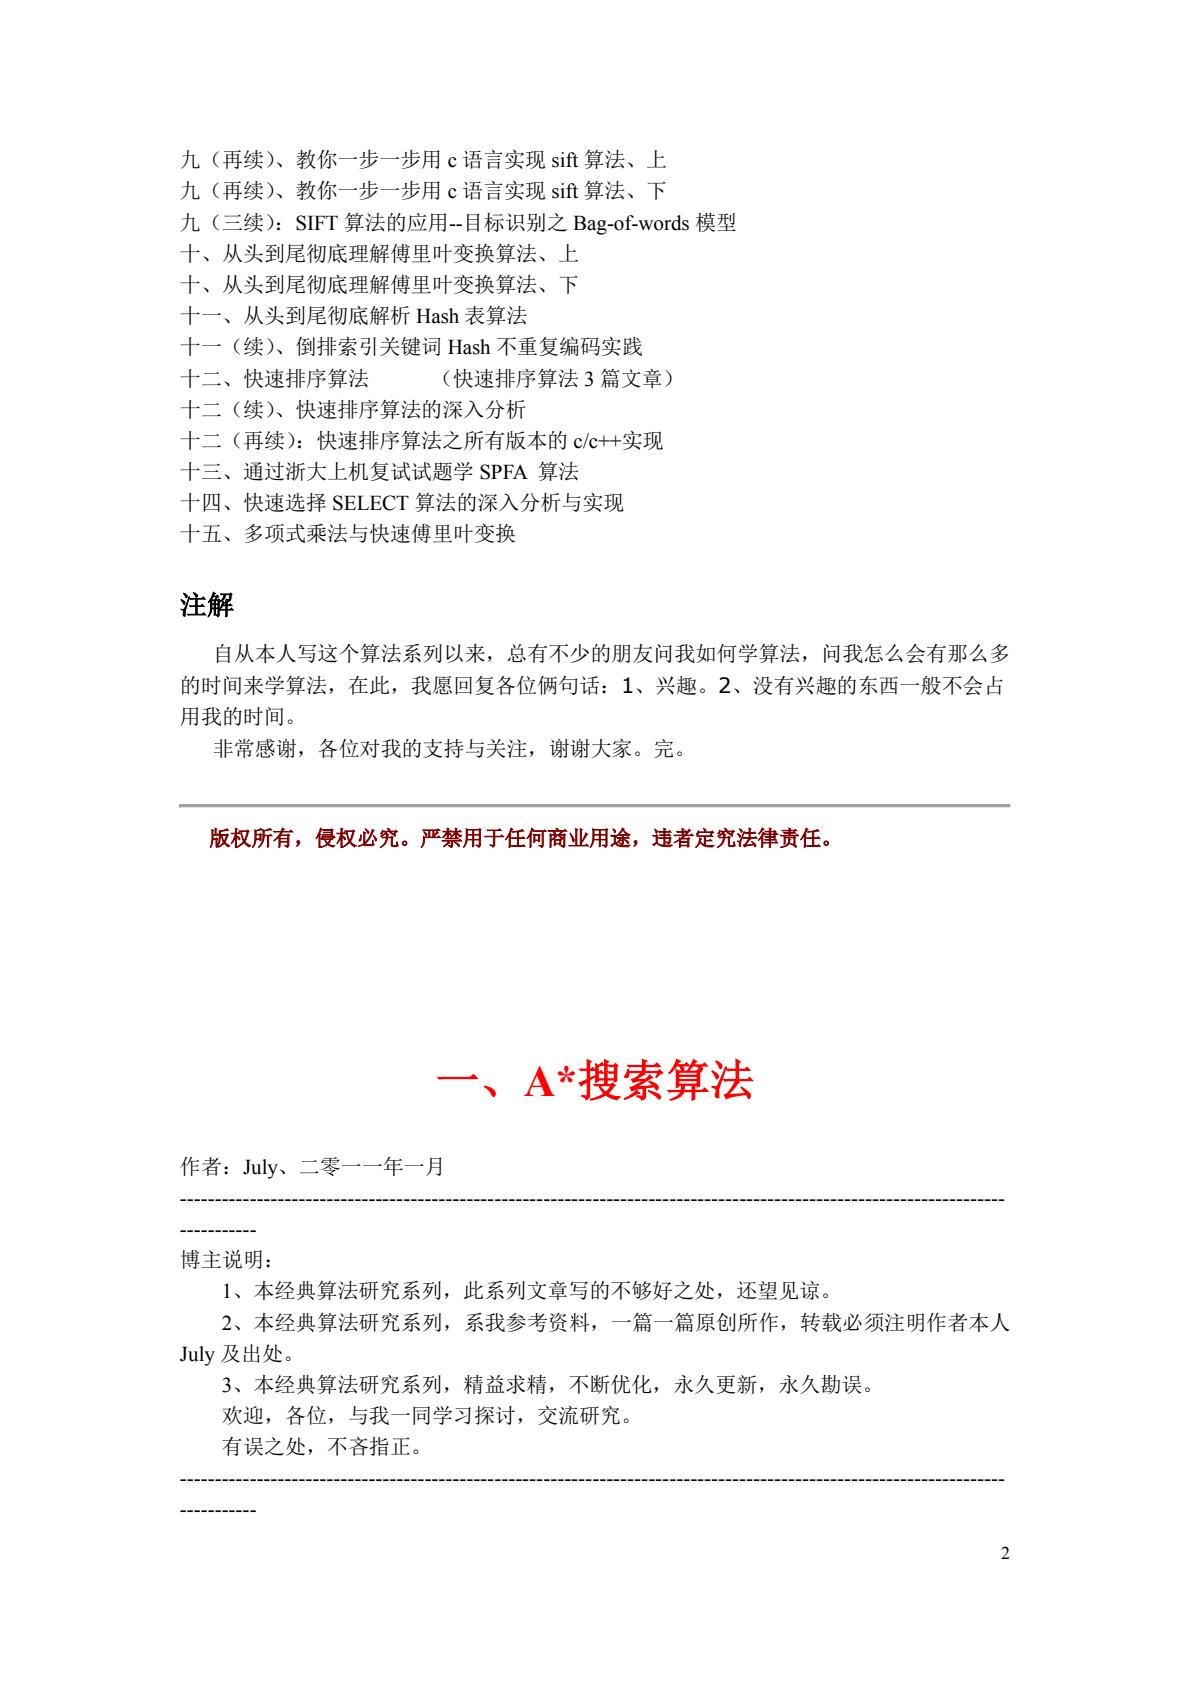 九（再续）、教你一步一步用 c 语言实现 sift 算法、上
九（再续）、教你一步一步用 c 语言实现 sift 算法、下
九（三续）：SIFT 算法的应用--目标识别之 Bag-of-words 模型
十、从头到尾彻底理解傅里叶变换算法、上
十、从头到尾彻底理解傅里叶变换算法、下
十一、从头到尾彻底解析 Hash 表算法
十一（续）、倒排索引关键词 Hash 不重复编码实践
十二、快速排序算法　　　（快速排序算法 3 篇文章）
十二（续）、快速排序算法的深入分析
十二（再续）：快速排序算法之所有版本的 c/c++实现
十三、通过浙大上机复试试题学 SPFA 算法
十四、快速选择 SELECT 算法的深入分析与实现
十五、多项式乘法与快速傅里叶变换
注解
自从本人写这个算法系列以来，总有不少的朋友问我如何学算法，问我怎么会有那么多
的时间来学算法，在此，我愿回复各位俩句话：1、兴趣。2、没有兴趣的东西一般不会占
用我的时间。
非常感谢，各位对我的支持与关注，谢谢大家。完。
版权所有，侵权必究。严禁用于任何商业用途，违者定究法律责任。
一、A*搜索算法
作者：July、二零一一年一月
----------------------------------------------------------------------------------------------------------------------
-----------
博主说明：
1、本经典算法研究系列，此系列文章写的不够好之处，还望见谅。
2、本经典算法研究系列，系我参考资料，一篇一篇原创所作，转载必须注明作者本人
July 及出处。
3、本经典算法研究系列，精益求精，不断优化，永久更新，永久勘误。
欢迎，各位，与我一同学习探讨，交流研究。
有误之处，不吝指正。
----------------------------------------------------------------------------------------------------------------------
-----------
2